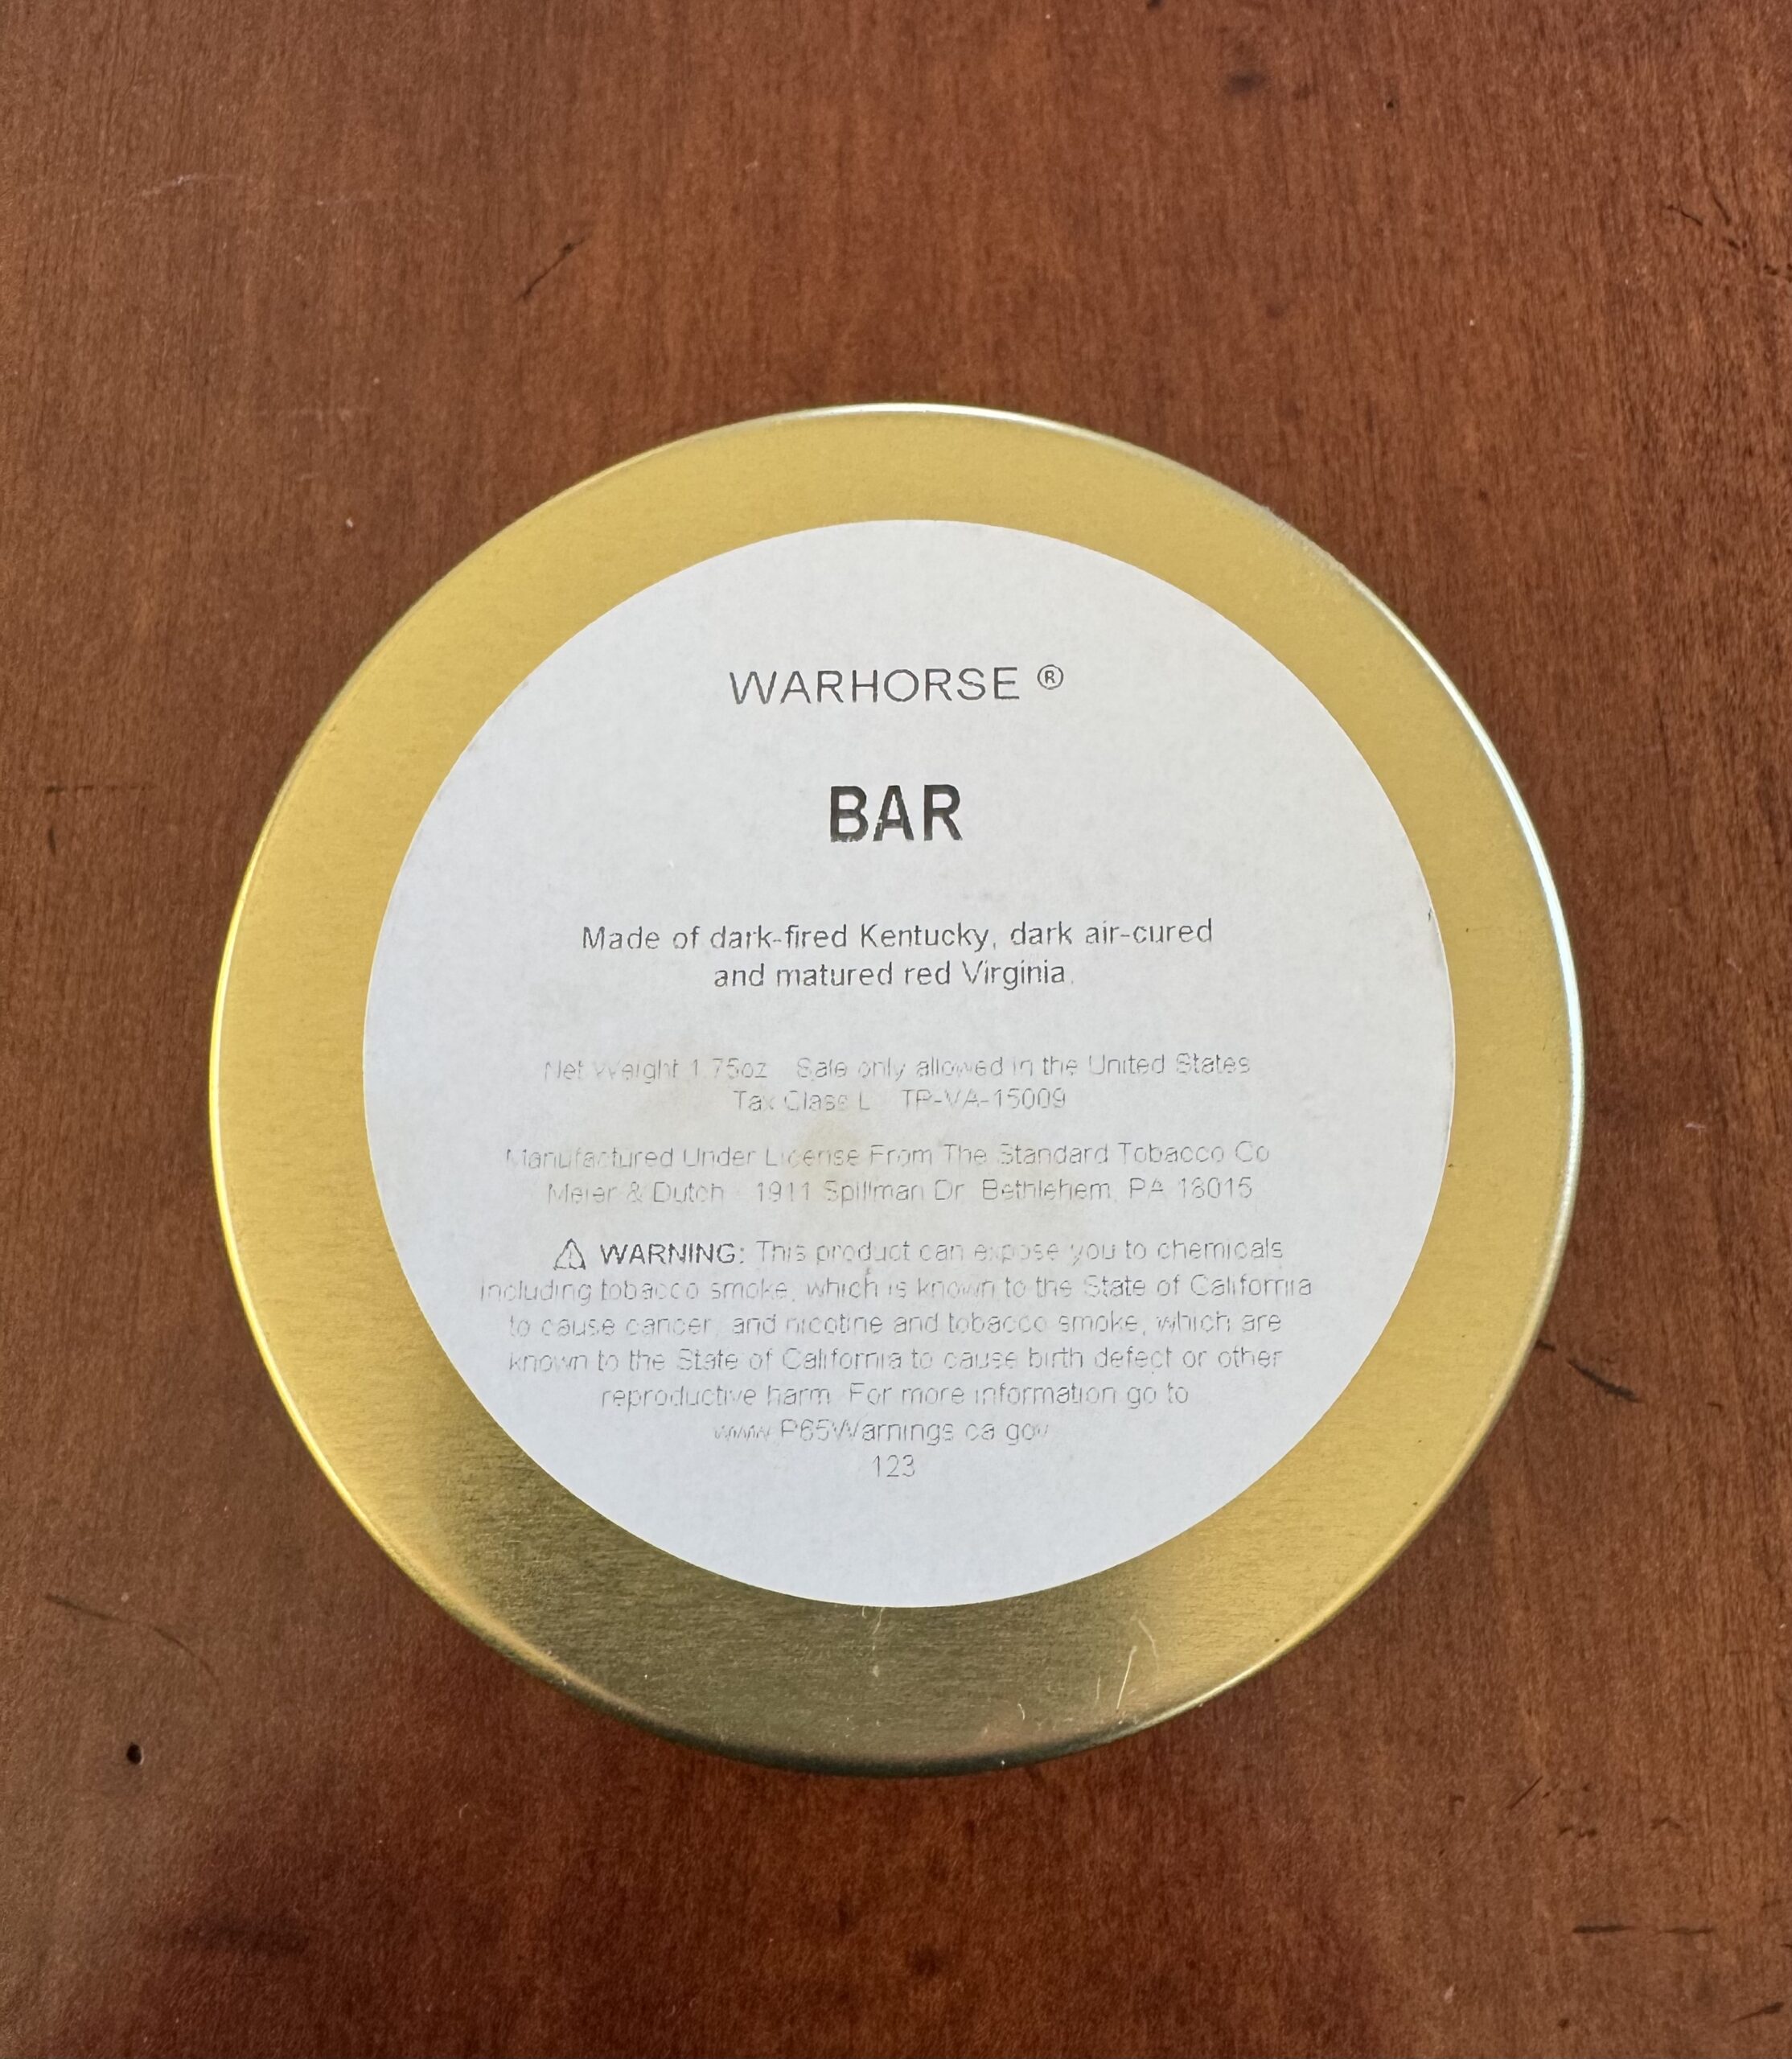 WARHORSE ®
BAR
Made of dark-fired Kentucky, dark air-cured
and matured red Virginia.
Net Weight 1.75oz Sale only allowed in the United States
Tax Class L TP-VA-15009
Manufactured Under License From The Standard Tobacco Co
Meier & Dutch - 1911 Spillman Dr. Bethlehem, PA 18015
⚠ WARNING: This product can expose you to chemicals
including tobacco smoke, which is known to the State of California
to cause cancer, and nicotine and tobacco smoke, which are
known to the State of California to cause birth defect or other
reproductive harm. For more information go to
www.P65Warnings.ca.gov
123